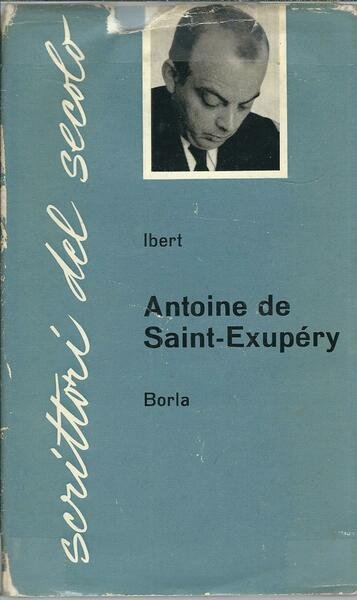 scrittori del secolo
Ibert
Antoine de
Saint-Exupéry
Borla